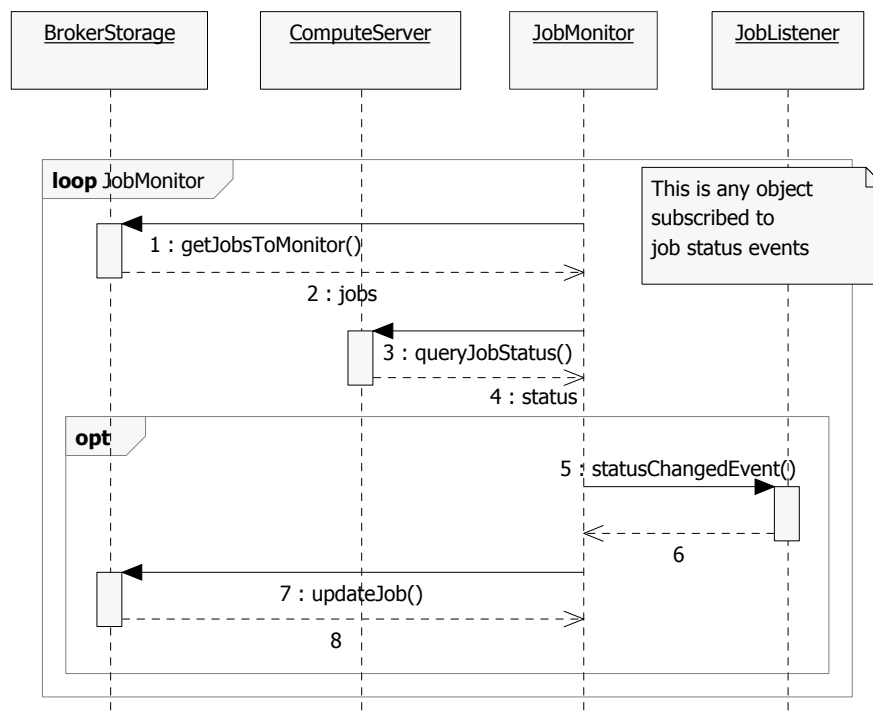 BrokerStorage
ComputeServer
JobMonitor
JobListener
loop JobMonitor
This is any object
subscribed to
job status events
1 : getJobsToMonitor()
2 : jobs
3 : queryJobStatus()
4 : status
opt
5 : statusChangedEvent()
6
7 : updateJob()
8